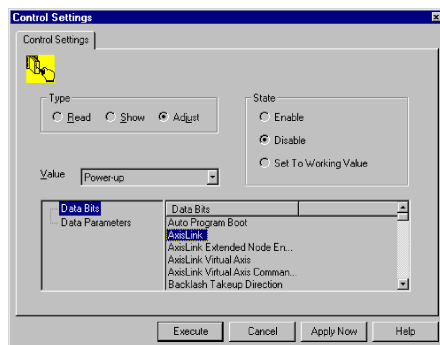 Control Settings
Control Settings
Type
Read Show Adjust
State
Enable
Disable
Set To Working Value
Value Power-up
Data Bits
Data Parameters
Data Bits
Auto Program Boot
AxisLink
AxisLink Extended Node En...
AxisLink Virtual Axis
AxisLink Virtual Axis Comman...
Backlash Takeup Direction
Execute Cancel Apply Now Help